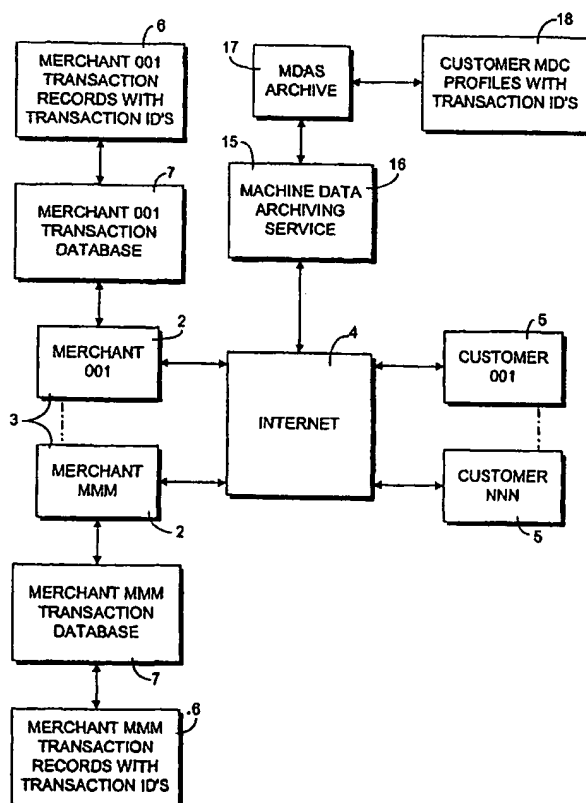 6
MERCHANT 001
TRANSACTION
RECORDS WITH
TRANSACTION ID'S
17
MDAS
ARCHIVE
18
CUSTOMER MDC
PROFILES WITH
TRANSACTION ID'S
7
MERCHANT 001
TRANSACTION
DATABASE
15
16
MACHINE DATA
ARCHIVING
SERVICE
2
MERCHANT
001
4
INTERNET
5
CUSTOMER
001
3
MERCHANT
MMM
2
CUSTOMER
NNN
5
MERCHANT MMM
TRANSACTION
DATABASE
7
6
MERCHANT MMM
TRANSACTION
RECORDS WITH
TRANSACTION ID'S